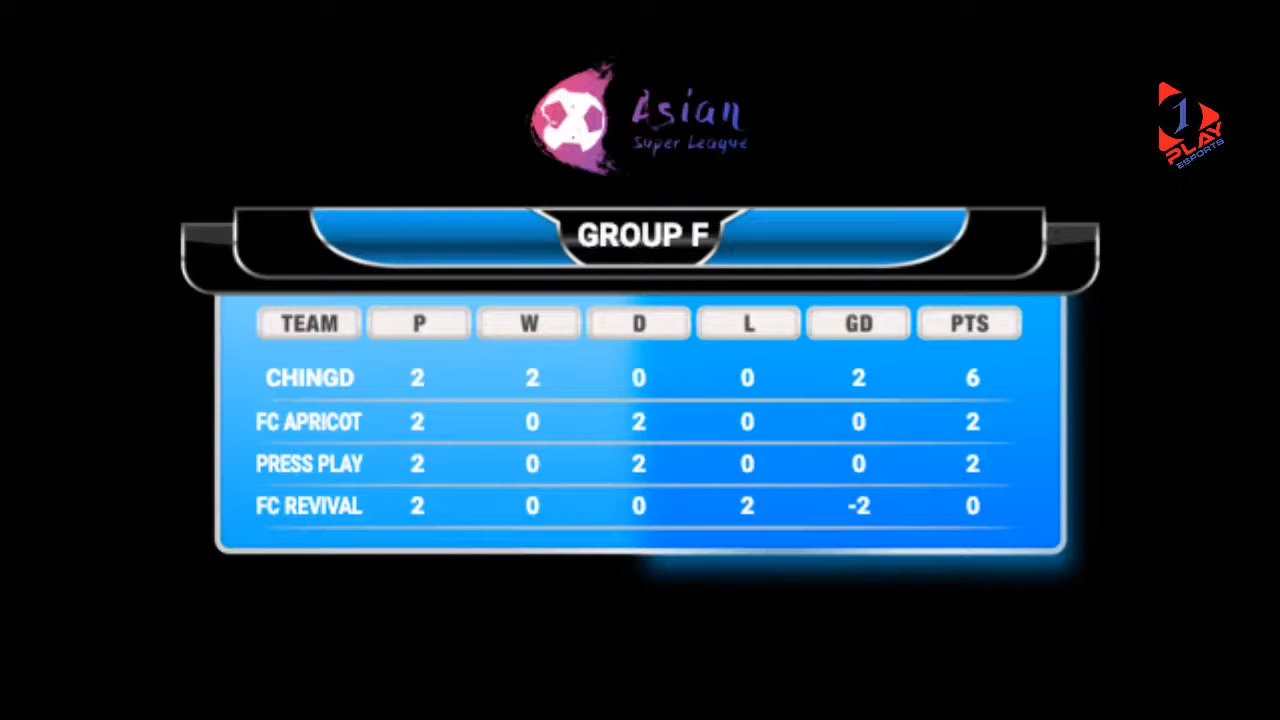 Asian
Super League
1
PLAY
ESPORTS
GROUP F
TEAM P W D L GD PTS
CHINGD 2 2 0 0 2 6
FC APRICOT 2 0 2 0 0 2
PRESS PLAY 2 0 2 0 0 2
FC REVIVAL 2 0 0 2 -2 0